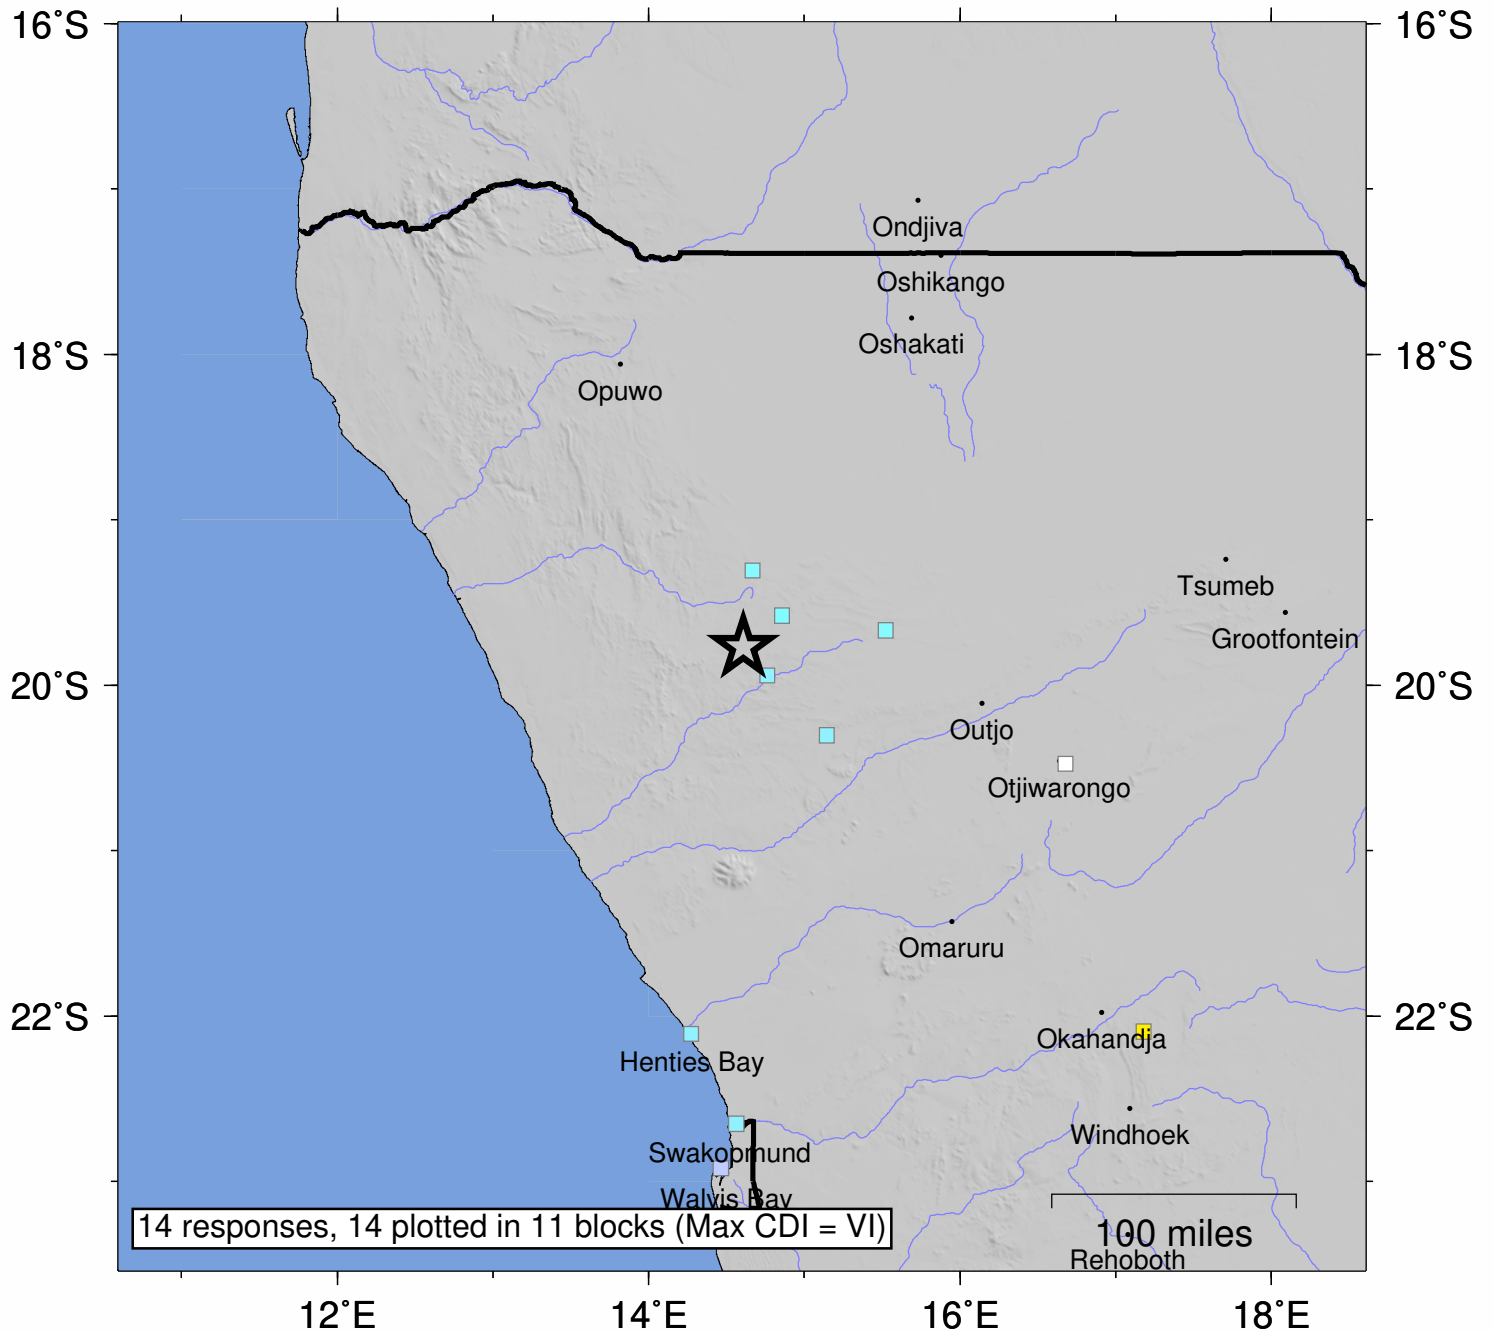 16°S 16°S
Ondjiva
Oshikango
Oshakati
18°S 18°S
Opuwo
Tsumeb
Grootfontein
20°S 20°S
Outjo
Otjiwarongo
Omaruru
22°S 22°S
Okahandja
Henties Bay
Windhoek
Swakopmund
Walvis Bay
14 responses, 14 plotted in 11 blocks (Max CDI = VI)
100 miles
Rehoboth
12°E 14°E 16°E 18°E